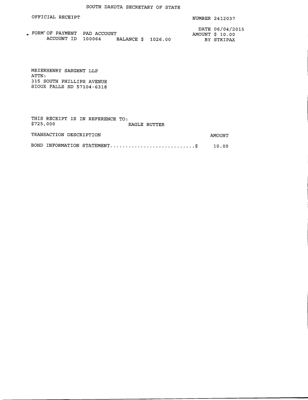 SOUTH DAKOTA SECRETARY OF STATE
OFFICIAL RECEIPT NUMBER 2412037
DATE 06/04/2015
FORM OF PAYMENT PAD ACCOUNT AMOUNT $ 10.00
ACCOUNT ID 100064 BALANCE $ 1026.00 BY STKIPAX
MEIERHENRY SARGENT LLP
ATTN:
315 SOUTH PHILLIPS AVENUE
SIOUX FALLS SD 57104-6318
THIS RECEIPT IS IN REFERENCE TO:
$725,000 EAGLE BUTTER
TRANSACTION DESCRIPTION AMOUNT
BOND INFORMATION STATEMENT............................$ 10.00